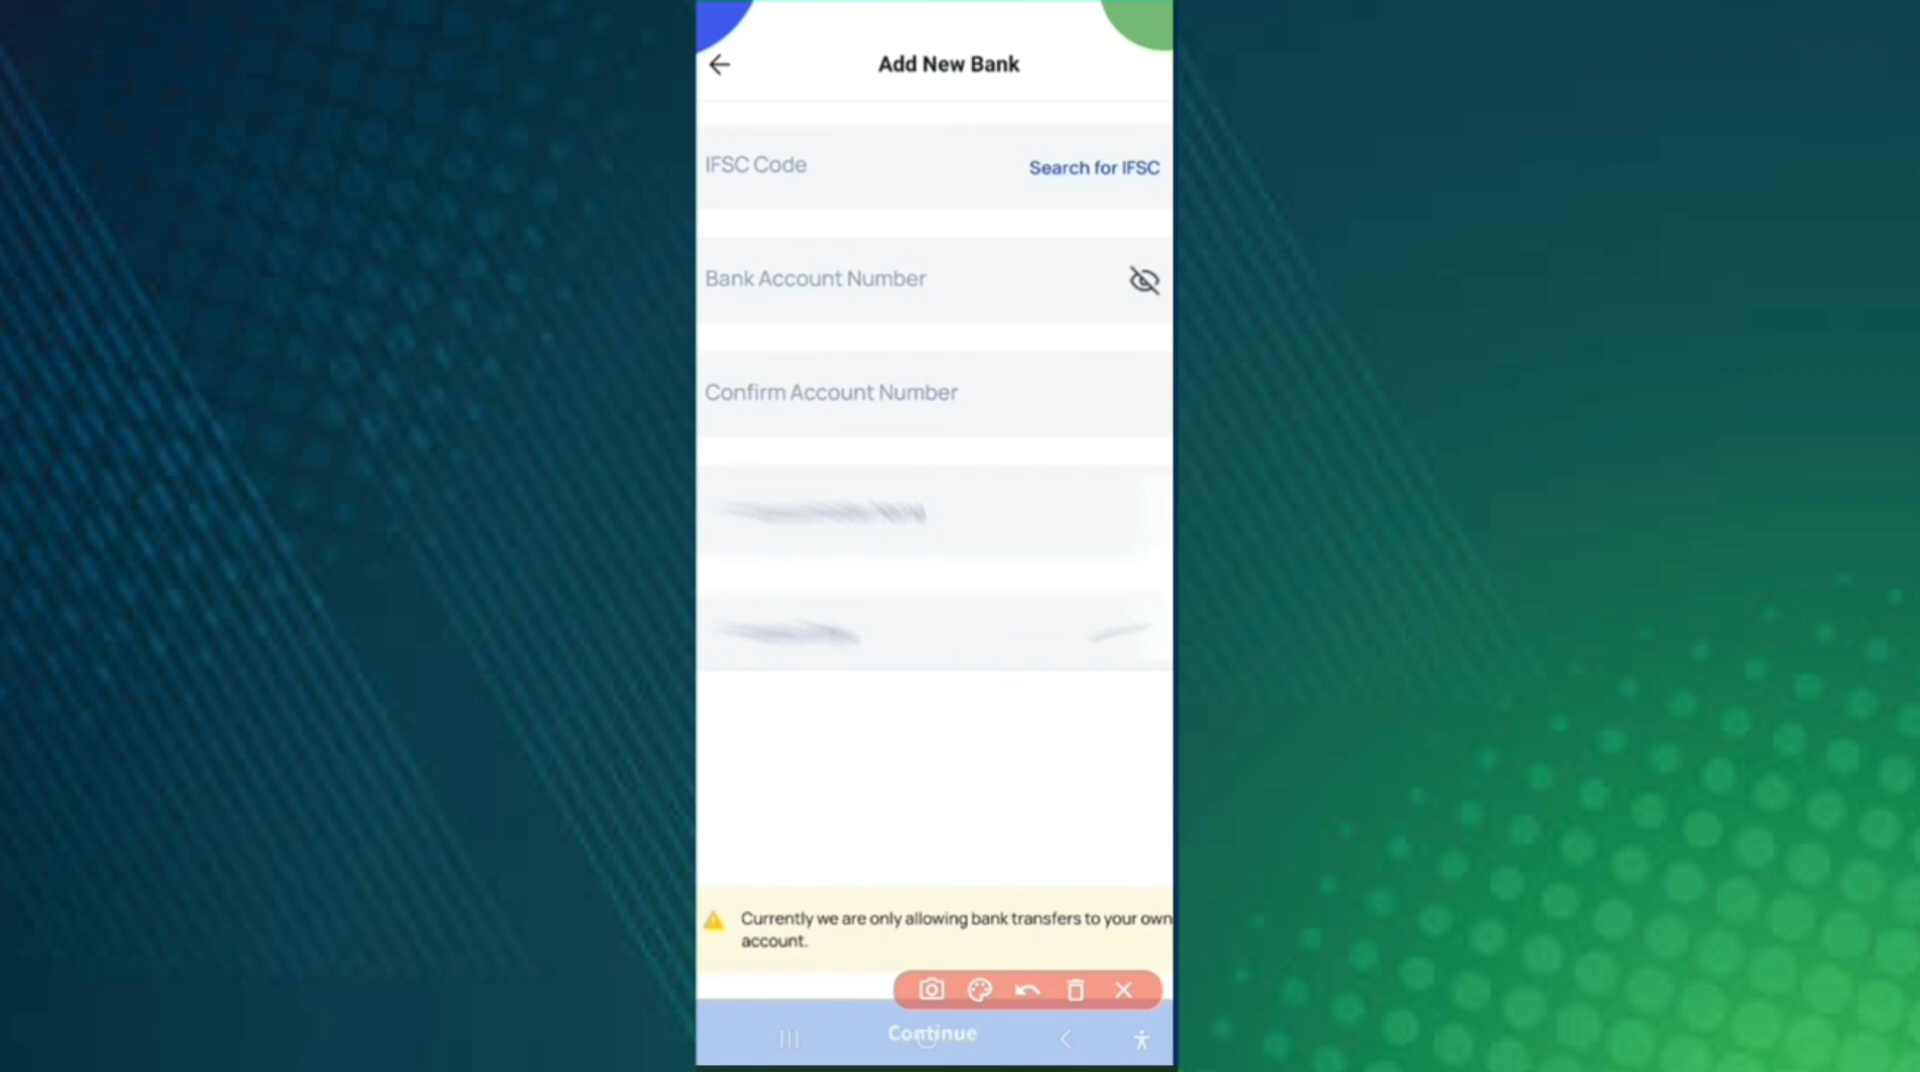 Add New Bank
IFSC Code
Search for IFSC
Bank Account Number
Confirm Account Number
Currently we are only allowing bank transfers to your own
account.
Continue